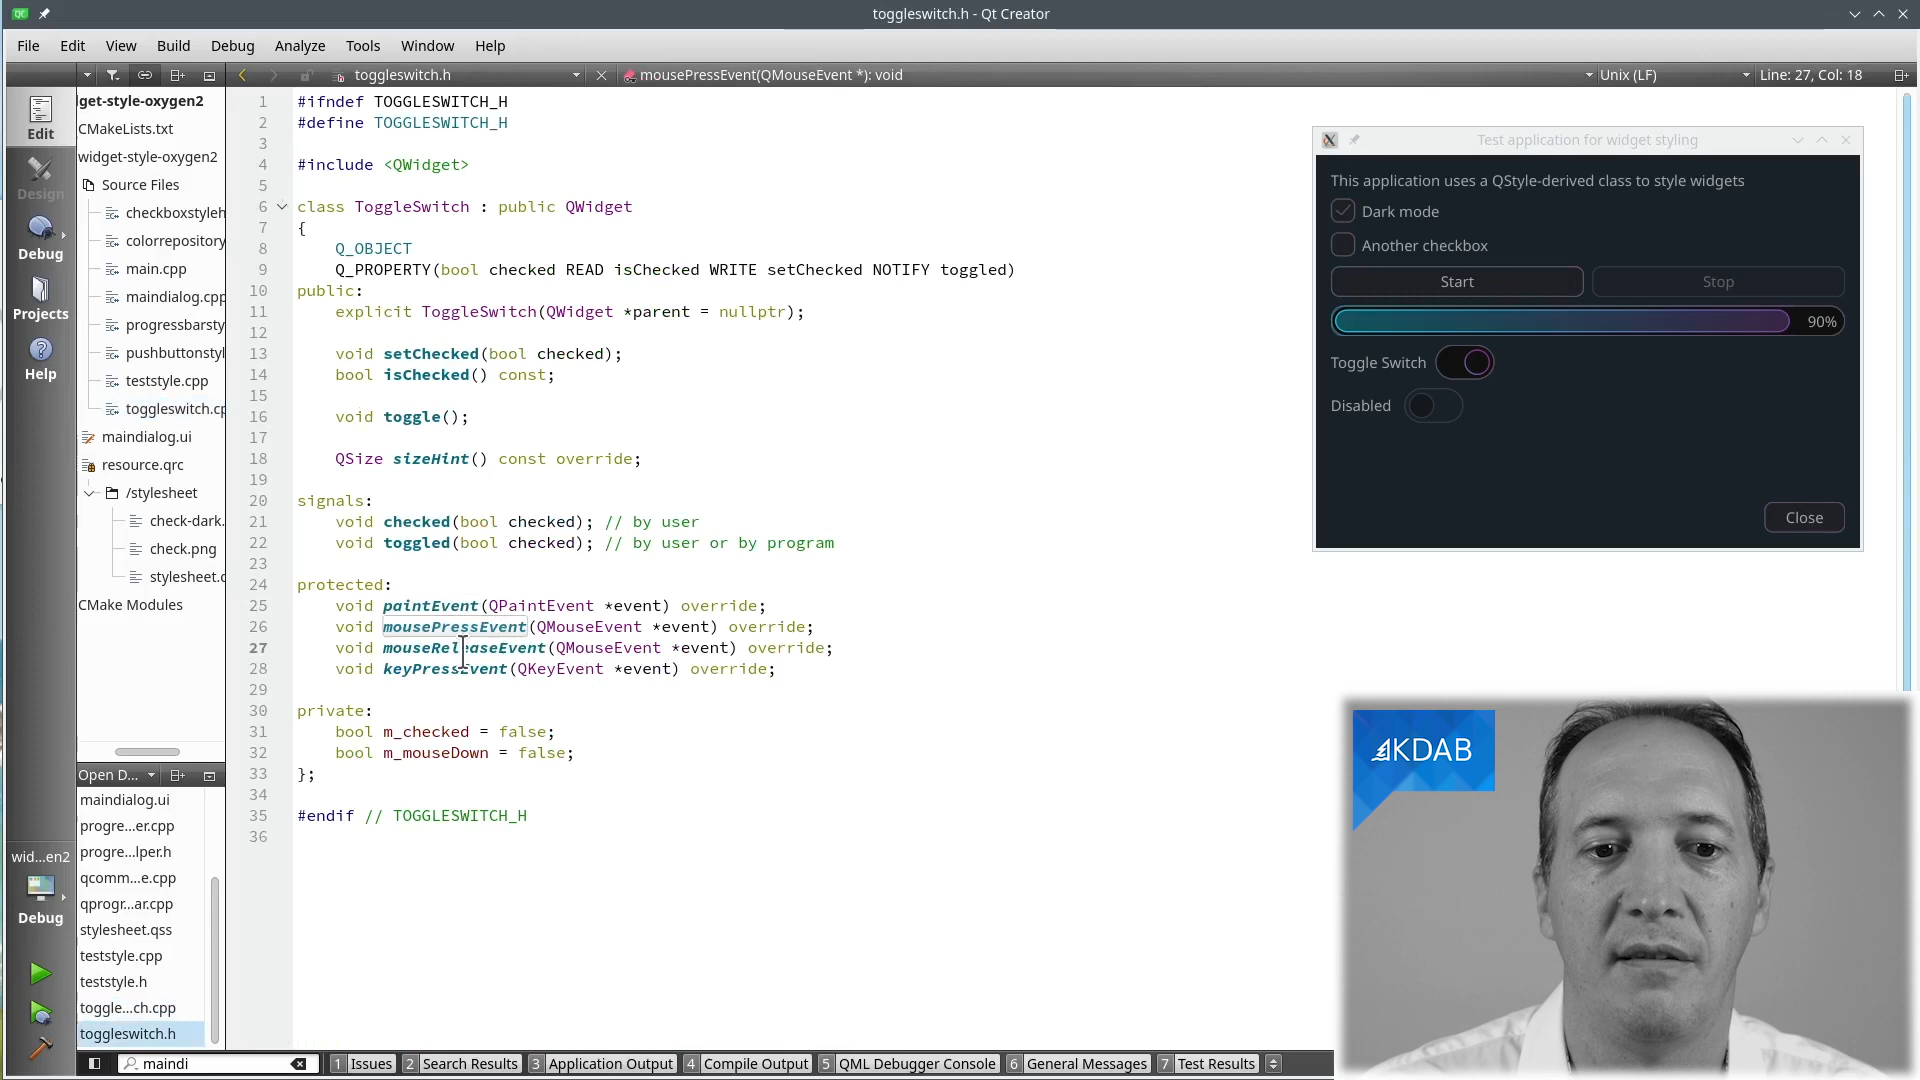 toggleswitch.h - Qt Creator
File Edit View Build Debug Tools Analyze Window Help
toggleswitch.h
mousePressEvent(QMouseEvent *): void
Unix (LF)
Line: 27, Col: 18
Edit
Design
Debug
Projects
Help
get-style-oxygen2
CMakeLists.txt
widget-style-oxygen2
Source Files
checkboxstyleh
colorrepository
main.cpp
maindialog.cpp
progressbarsty
pushbuttonstyl
teststyle.cpp
toggleswitch.cp
maindialog.ui
resource.qrc
/stylesheet
check-dark.
check.png
stylesheet.c
CMake Modules
Open D...
maindialog.ui
progre...er.cpp
progre...lper.h
qcomm...e.cpp
qprogr...ar.cpp
stylesheet.qss
teststyle.cpp
teststyle.h
toggle...ch.cpp
toggleswitch.h
wid...en2
Debug
1 #ifndef TOGGLESWITCH_H
2 #define TOGGLESWITCH_H
3
4 #include <QWidget>
5
6 class ToggleSwitch : public QWidget
7 {
8 Q_OBJECT
9 Q_PROPERTY(bool checked READ isChecked WRITE setChecked NOTIFY toggled)
10 public:
11 explicit ToggleSwitch(QWidget *parent = nullptr);
12
13 void setChecked(bool checked);
14 bool isChecked() const;
15
16 void toggle();
17
18 QSize sizeHint() const override;
19
20 signals:
21 void checked(bool checked); // by user
22 void toggled(bool checked); // by user or by program
23
24 protected:
25 void paintEvent(QPaintEvent *event) override;
26 void mousePressEvent(QMouseEvent *event) override;
27 void mouseReleaseEvent(QMouseEvent *event) override;
28 void keyPressEvent(QKeyEvent *event) override;
29
30 private:
31 bool m_checked = false;
32 bool m_mouseDown = false;
33 };
34
35 #endif // TOGGLESWITCH_H
36
Test application for widget styling
This application uses a QStyle-derived class to style widgets
Dark mode
Another checkbox
Start
Stop
90%
Toggle Switch
Disabled
Close
KDAB
maindi
1 Issues
2 Search Results
3 Application Output
4 Compile Output
5 QML Debugger Console
6 General Messages
7 Test Results